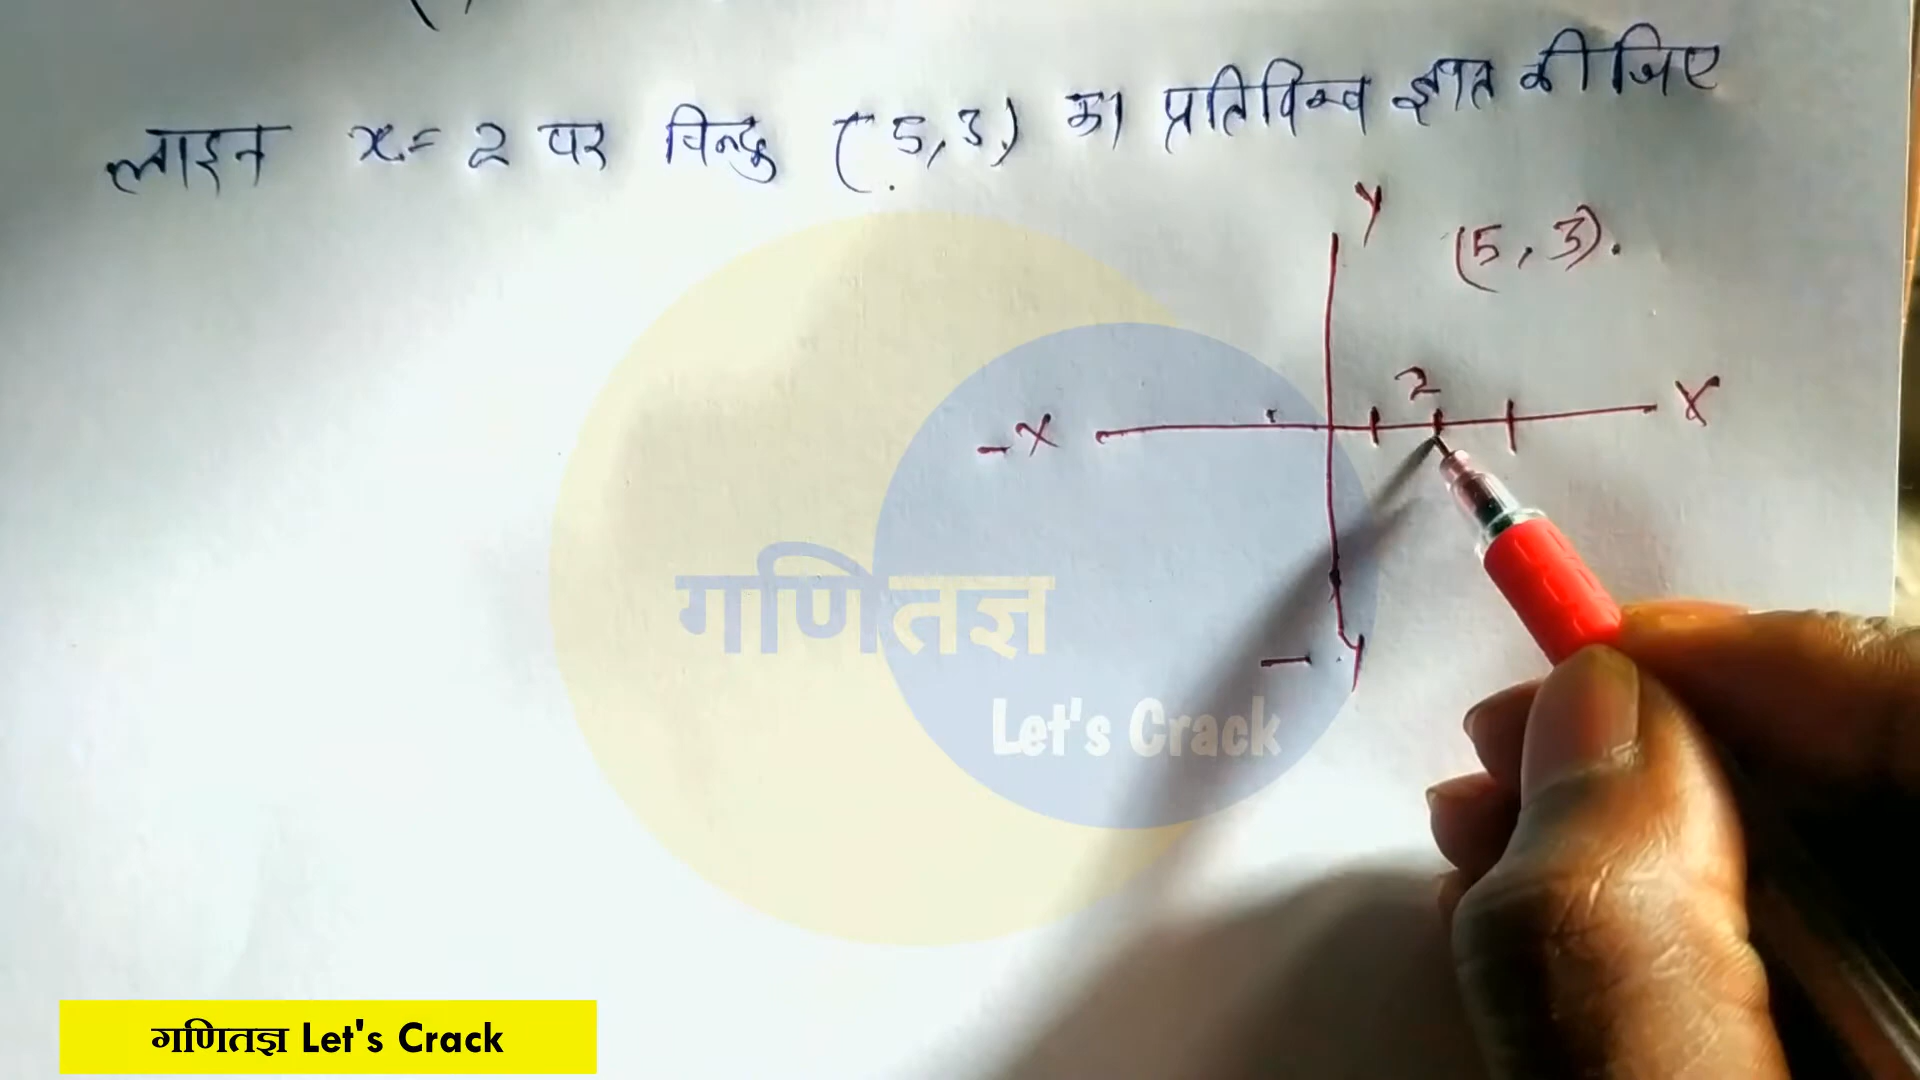 लाइन x = 2 पर बिन्दु (5,3) का प्रतिविम्ब ज्ञात कीजिए
Y
(5, 3).
2
-X
X
गणितज्ञ
- Y
Let's Crack
गणितज्ञ Let's Crack